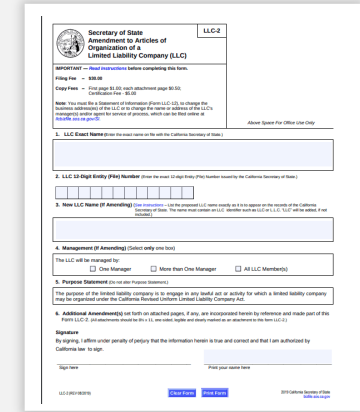 Secretary of State
LLC-2
Amendment to Articles of
Organization of a
Limited Liability Company (LLC)
IMPORTANT — Read Instructions before completing this form.
Filing Fee – $30.00
Copy Fees – First page $1.00; each attachment page $0.50;
Certification Fee - $5.00
Note: You must file a Statement of Information (Form LLC-12), to change the
business address(es) of the LLC or to change the name or address of the LLC's
manager(s) and/or agent for service of process, which can be filed online at
Above Space For Office Use Only
1. LLC Exact Name (Enter the exact name on file with the California Secretary of State.)
2. LLC 12-Digit Entity (File) Number (Enter the exact 12-digit Entity (File) Number issued by the California Secretary of State.)
3. New LLC Name (If Amending) (See Instructions – List the proposed LLC name exactly as it is to appear on the records of the California
Secretary of State. The name must contain an LLC identifier such as LLC or L.L.C. "LLC" will be added, if not
included.)
4. Management (If Amending) (Select only one box)
The LLC will be managed by:
One Manager
More than One Manager
All LLC Member(s)
5. Purpose Statement (Do not alter Purpose Statement.)
The purpose of the limited liability company is to engage in any lawful act or activity for which a limited liability company
may be organized under the California Revised Uniform Limited Liability Company Act.
6. Additional Amendment(s) set forth on attached pages, if any, are incorporated herein by reference and made part of this
Form LLC-2. (All attachments should be 8½ x 11, one-sided, legible and clearly marked as an attachment to this form LLC-2.)
Signature
By signing, I affirm under penalty of perjury that the information herein is true and correct and that I am authorized by
California law to sign.
Sign here
Print your name here
LLC-2 (REV 08/2019)
Clear Form
Print Form
2019 California Secretary of State
bizfile.sos.ca.gov